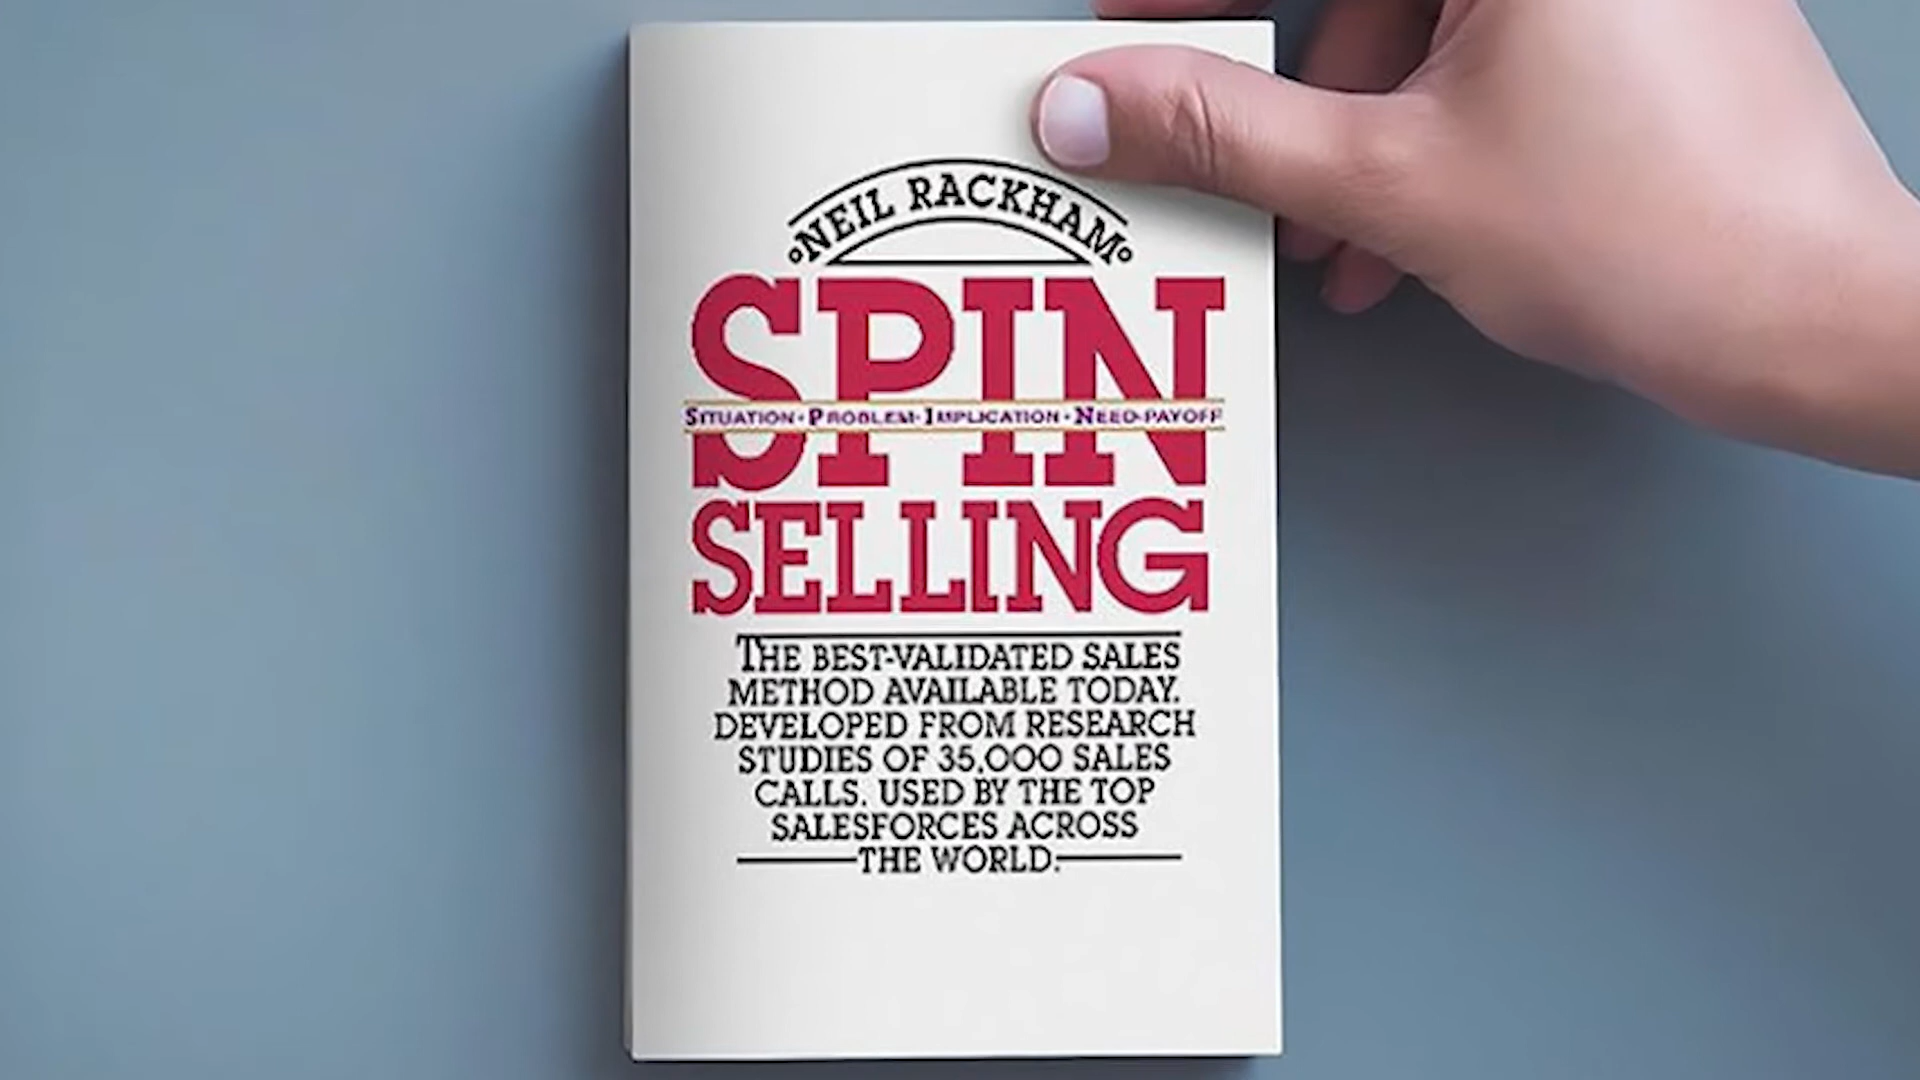 NEIL RACKHAM
SPIN
SITUATION · PROBLEM · IMPLICATION · NEED-PAYOFF
SELLING
THE BEST-VALIDATED SALES
METHOD AVAILABLE TODAY.
DEVELOPED FROM RESEARCH
STUDIES OF 35,000 SALES
CALLS. USED BY THE TOP
SALESFORCES ACROSS
THE WORLD.